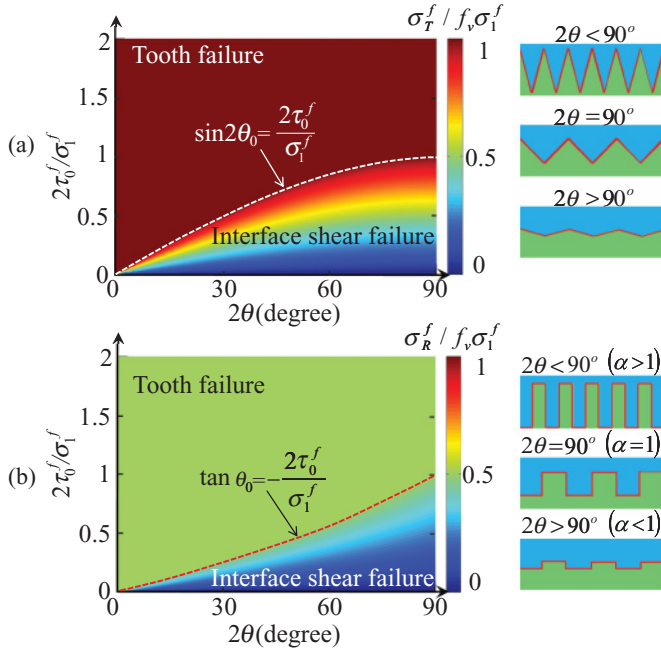 (a)
σ_T^f / f_v σ_1^f
2τ_0^f/σ_1^f
2
1.5
1
0.5
0
Tooth failure
sin2θ_0= 2τ_0^f / σ_1^f
Interface shear failure
0
30
60
90
2θ(degree)
1
0.5
0
2θ < 90^o
2θ = 90^o
2θ > 90^o
(b)
σ_R^f / f_v σ_1^f
2τ_0^f/σ_1^f
2
1.5
1
0.5
0
Tooth failure
tan θ_0=- 2τ_0^f / σ_1^f
Interface shear failure
0
30
60
90
2θ(degree)
1
0.5
0
2θ < 90^o (α>1)
2θ = 90^o (α=1)
2θ > 90^o (α<1)